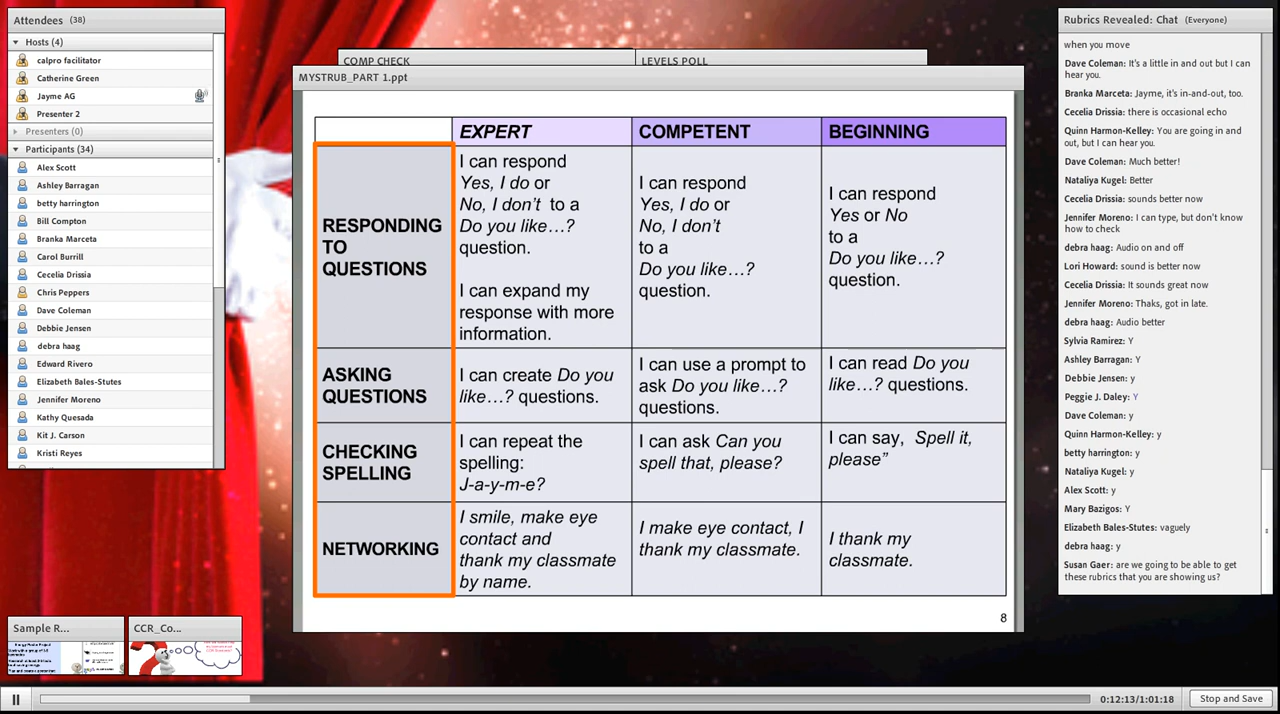 Attendees (38)
Hosts (4)
calpro facilitator
Catherine Green
Jayme AG
Presenter 2
Presenters (0)
Participants (34)
Alex Scott
Ashley Barragan
betty harrington
Bill Compton
Branka Marceta
Carol Burrill
Cecelia Drissia
Chris Peppers
Dave Coleman
Debbie Jensen
debra haag
Edward Rivero
Elizabeth Bales-Stutes
Jennifer Moreno
Kathy Quesada
Kit J. Carson
Kristi Reyes
COMP CHECK
LEVELS POLL
MYSTRUB_PART 1.ppt
EXPERT
COMPETENT
BEGINNING
RESPONDING
TO
QUESTIONS
I can respond
Yes, I do or
No, I don't to a
Do you like…?
question.
I can expand my
response with more
information.
I can respond
Yes, I do or
No, I don't
to a
Do you like…?
question.
I can respond
Yes or No
to a
Do you like…?
question.
ASKING
QUESTIONS
I can create Do you
like…? questions.
I can use a prompt to
ask Do you like…?
questions.
I can read Do you
like…? questions.
CHECKING
SPELLING
I can repeat the
spelling:
J-a-y-m-e?
I can ask Can you
spell that, please?
I can say, Spell it,
please”
NETWORKING
I smile, make eye
contact and
thank my classmate
by name.
I make eye contact, I
thank my classmate.
I thank my
classmate.
8
Rubrics Revealed: Chat (Everyone)
when you move
Dave Coleman: It's a little in and out but I can
hear you.
Branka Marceta: Jayme, it's in-and-out, too.
Cecelia Drissia: there is occasional echo
Quinn Harmon-Kelley: You are going in and
out, but I can hear you.
Dave Coleman: Much better!
Nataliya Kugel: Better
Cecelia Drissia: sounds better now
Jennifer Moreno: I can type, but don't know
how to check
debra haag: Audio on and off
Lori Howard: sound is better now
Cecelia Drissia: It sounds great now
Jennifer Moreno: Thaks, got in late.
debra haag: Audio better
Sylvia Ramirez: Y
Ashley Barragan: Y
Debbie Jensen: y
Peggie J. Daley: Y
Dave Coleman: y
Quinn Harmon-Kelley: y
betty harrington: y
Nataliya Kugel: y
Alex Scott: y
Mary Bazigos: Y
Elizabeth Bales-Stutes: vaguely
debra haag: y
Susan Gaer: are we going to be able to get
these rubrics that you are showing us?
Sample R...
CCR_Co...
0:12:13/1:01:18
Stop and Save